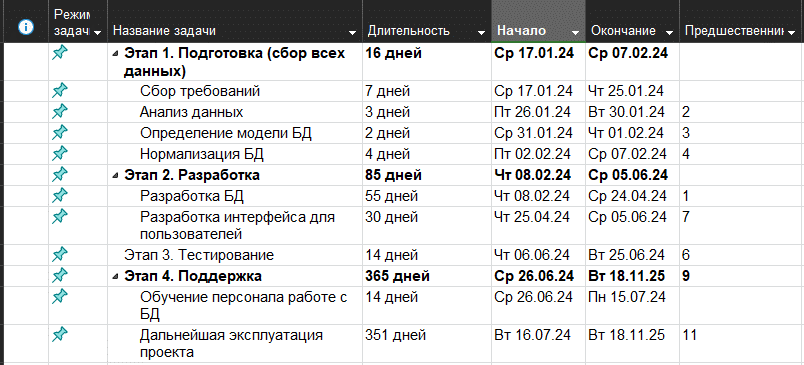 Режим задачи Название задачи Длительность Начало Окончание Предшественники
Этап 1. Подготовка (сбор всех данных) 16 дней Ср 17.01.24 Ср 07.02.24
Сбор требований 7 дней Ср 17.01.24 Чт 25.01.24
Анализ данных 3 дней Пт 26.01.24 Вт 30.01.24 2
Определение модели БД 2 дней Ср 31.01.24 Чт 01.02.24 3
Нормализация БД 4 дней Пт 02.02.24 Ср 07.02.24 4
Этап 2. Разработка 85 дней Чт 08.02.24 Ср 05.06.24
Разработка БД 55 дней Чт 08.02.24 Ср 24.04.24 1
Разработка интерфейса для пользователей 30 дней Чт 25.04.24 Ср 05.06.24 7
Этап 3. Тестирование 14 дней Чт 06.06.24 Вт 25.06.24 6
Этап 4. Поддержка 365 дней Ср 26.06.24 Вт 18.11.25 9
Обучение персонала работе с БД 14 дней Ср 26.06.24 Пн 15.07.24
Дальнейшая эксплуатация проекта 351 дней Вт 16.07.24 Вт 18.11.25 11